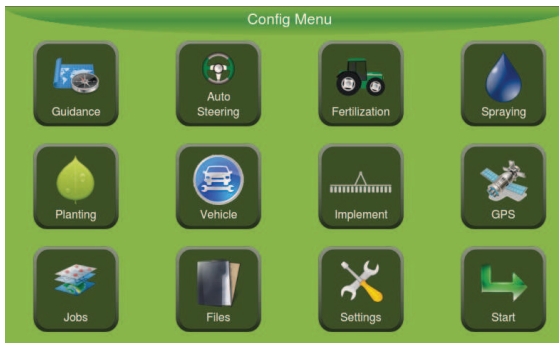 Config Menu
Guidance
Auto
Steering
Fertilization
Spraying
Planting
Vehicle
Implement
GPS
Jobs
Files
Settings
Start